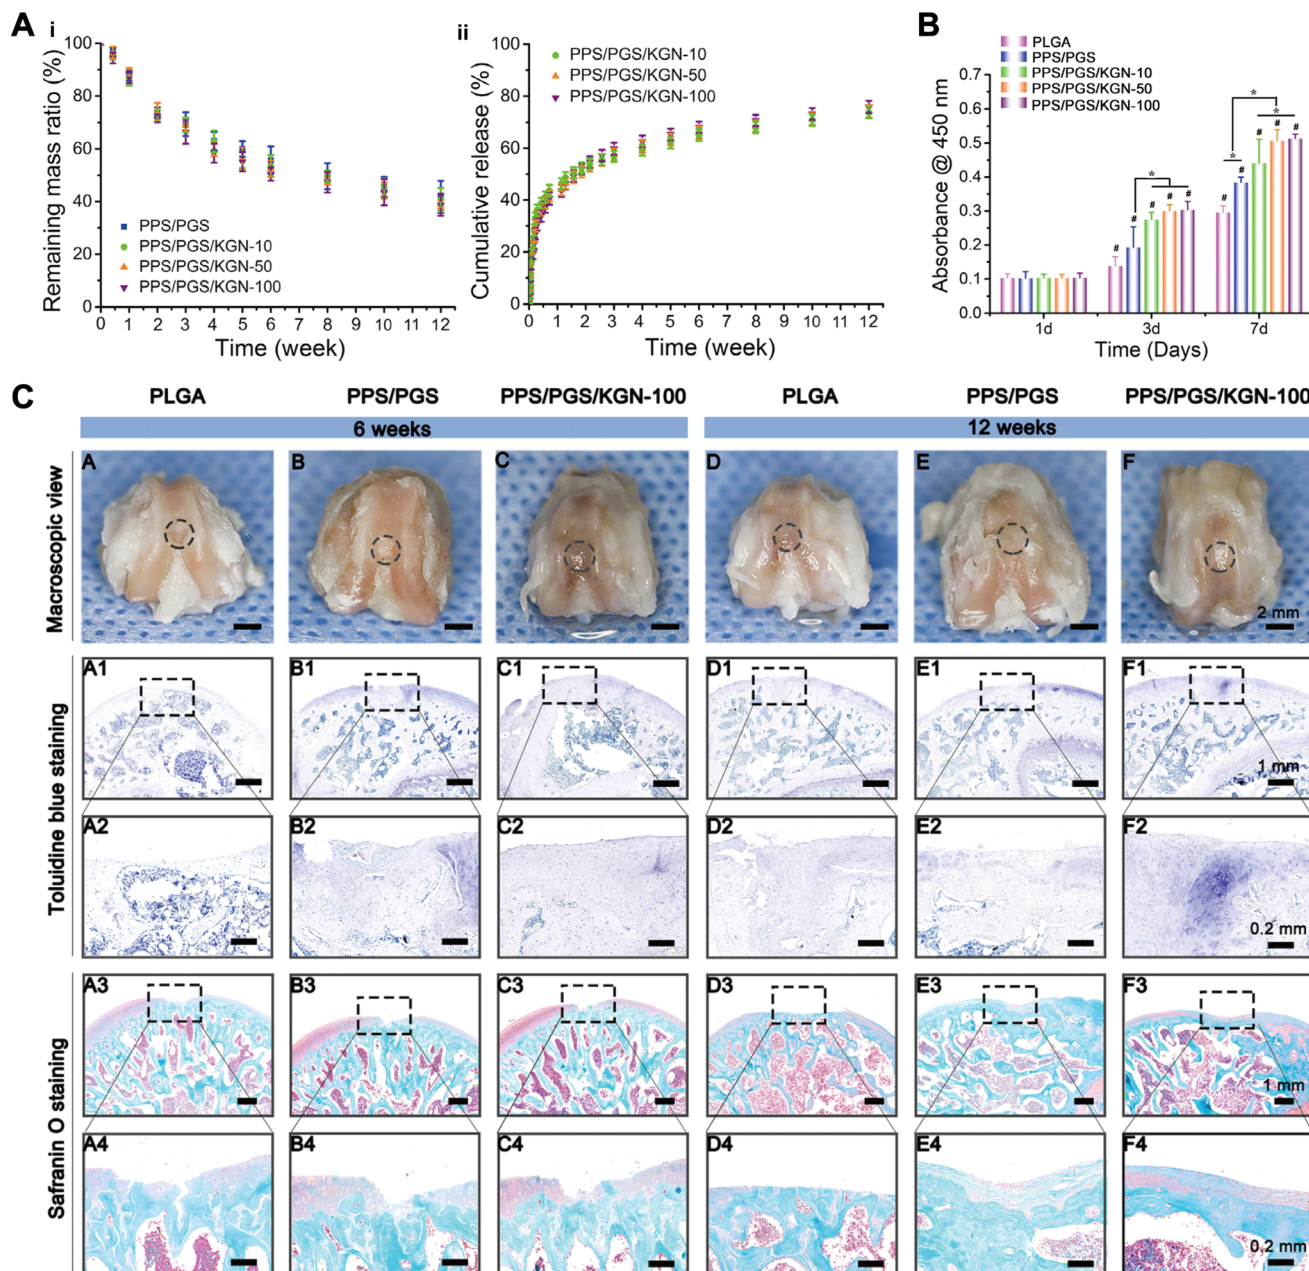 A
i
Remaining mass ratio (%)
100
80
60
40
20
0
PPS/PGS
PPS/PGS/KGN-10
PPS/PGS/KGN-50
PPS/PGS/KGN-100
0 1 2 3 4 5 6 7 8 9 10 11 12
Time (week)
ii
Cumulative release (%)
100
80
60
40
20
0
PPS/PGS/KGN-10
PPS/PGS/KGN-50
PPS/PGS/KGN-100
0 1 2 3 4 5 6 7 8 9 10 11 12
Time (week)
B
Absorbance @ 450 nm
0.7
0.6
0.5
0.4
0.3
0.2
0.1
0.0
PLGA
PPS/PGS
PPS/PGS/KGN-10
PPS/PGS/KGN-50
PPS/PGS/KGN-100
# # # # # *
# # # # # * * *
1d 3d 7d
Time (Days)
C
PLGA PPS/PGS PPS/PGS/KGN-100 PLGA PPS/PGS PPS/PGS/KGN-100
6 weeks 12 weeks
Macroscopic view
A B C D E F
2 mm
Toluidine blue staining
A1 B1 C1 D1 E1 F1
1 mm
A2 B2 C2 D2 E2 F2
0.2 mm
Safranin O staining
A3 B3 C3 D3 E3 F3
1 mm
A4 B4 C4 D4 E4 F4
0.2 mm